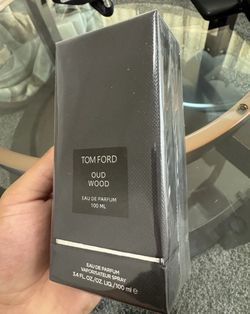 TOM FORD
OUD
WOOD
EAU DE PARFUM
100 ML
EAU DE PARFUM
VAPORISATEUR SPRAY
3.4 FL.OZ./OZ. LIQ./100 ml ℮